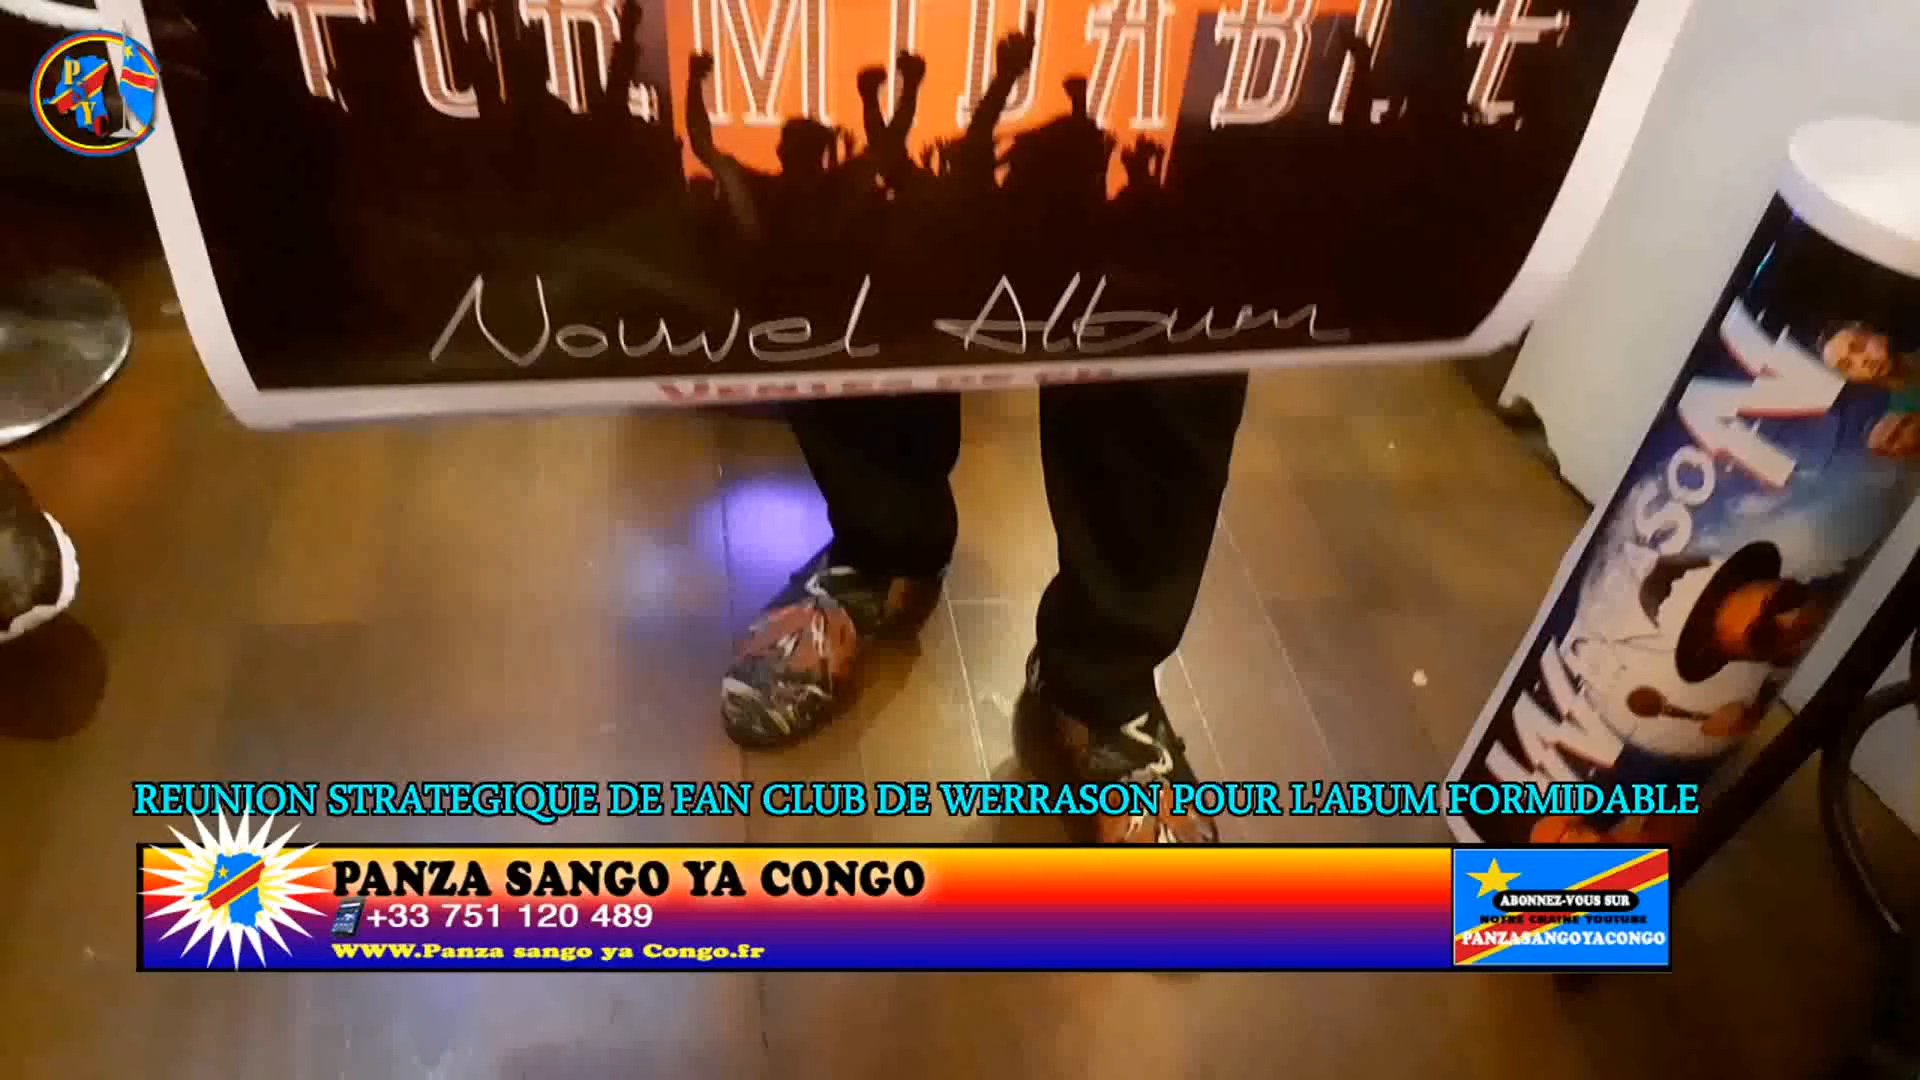 FORMIDABLE
P
Y
C
Nouvel Album
SON
REUNION STRATEGIQUE DE FAN CLUB DE WERRASON POUR L'ABUM FORMIDABLE
PANZA SANGO YA CONGO
+33 751 120 489
WWW.Panza sango ya Congo.fr
ABONNEZ-VOUS SUR
NOTRE CHAINE YOUTUBE
PANZASANGOYACONGO